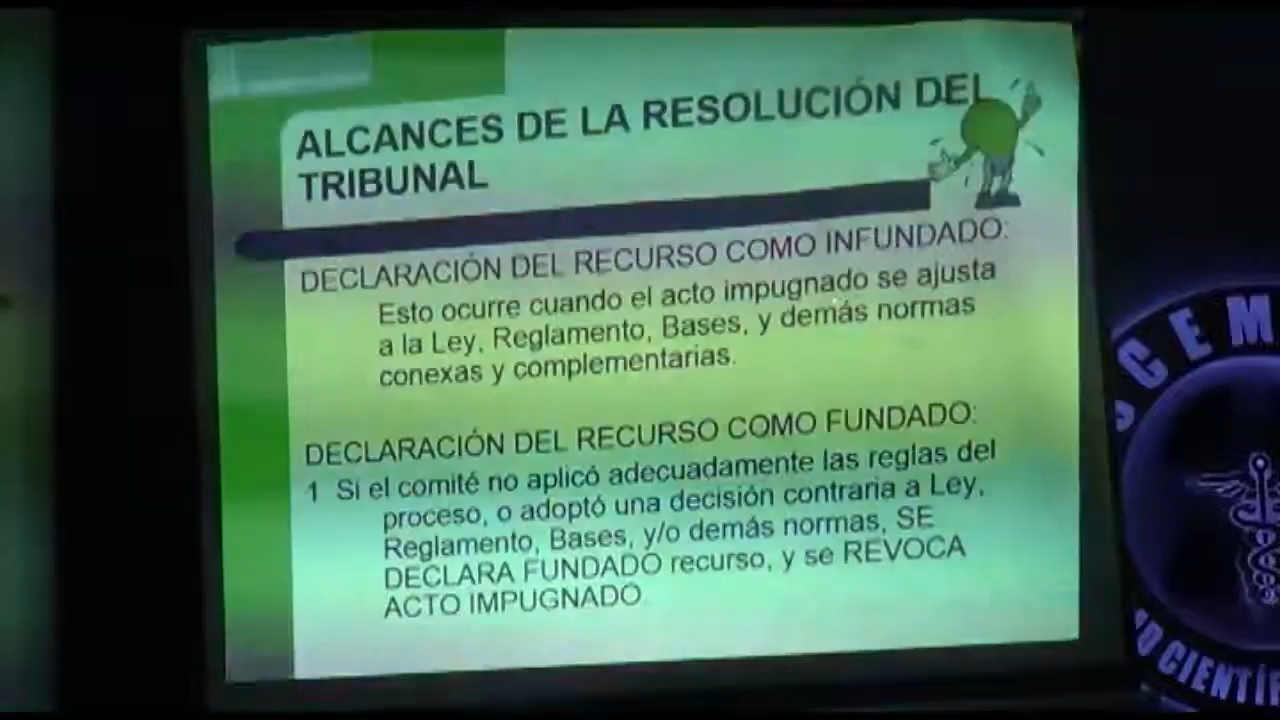 ALCANCES DE LA RESOLUCIÓN DEL
TRIBUNAL
DECLARACIÓN DEL RECURSO COMO INFUNDADO:
Esto ocurre cuando el acto impugnado se ajusta
a la Ley, Reglamento, Bases, y demás normas
conexas y complementarias.
DECLARACIÓN DEL RECURSO COMO FUNDADO:
1 Si el comité no aplicó adecuadamente las reglas del
proceso, o adoptó una decisión contraria a Ley,
Reglamento, Bases, y/o demás normas, SE
DECLARA FUNDADO recurso, y se REVOCA
ACTO IMPUGNADO.